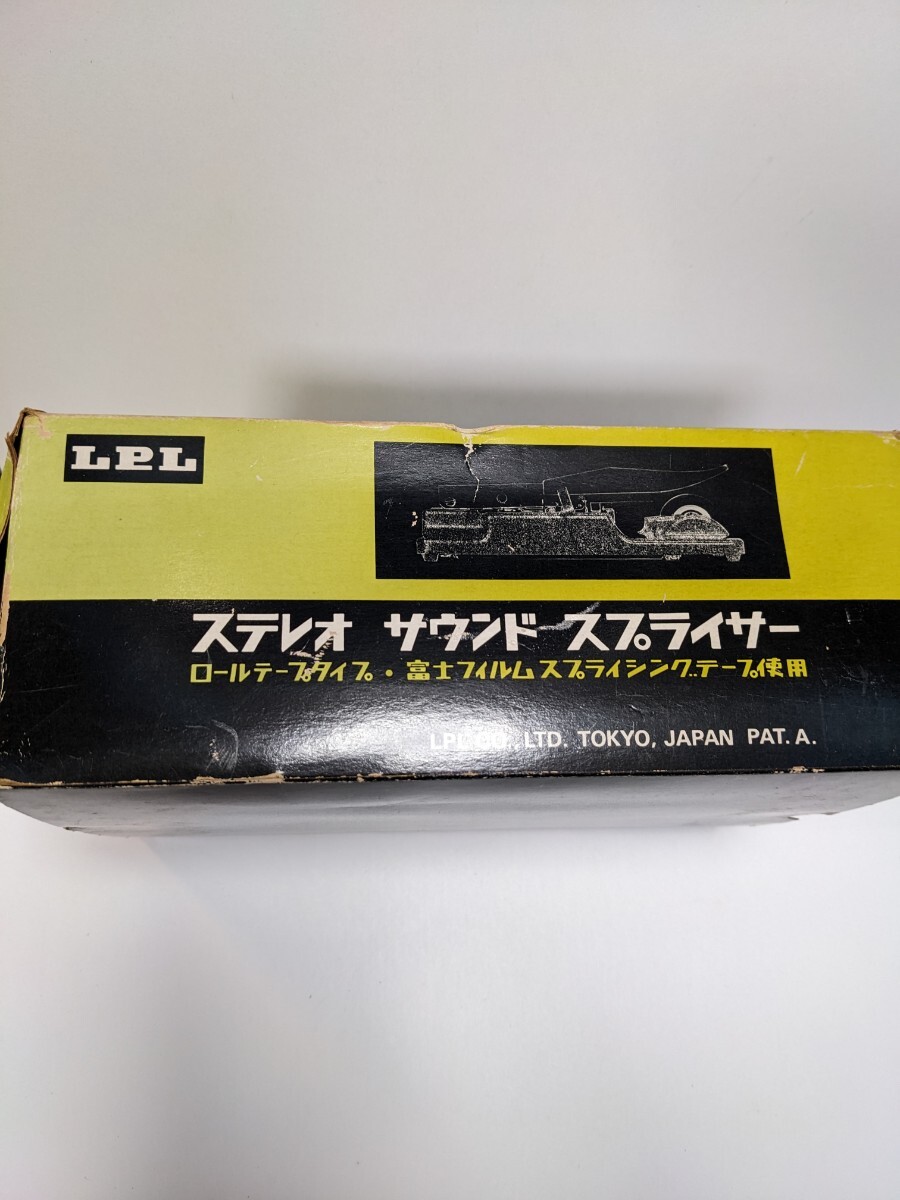 LPL
ステレオ サウンド スプライサー
ロールテープタイプ・富士フィルムスプライシングテープ使用
LPL CO., LTD. TOKYO, JAPAN PAT. A.